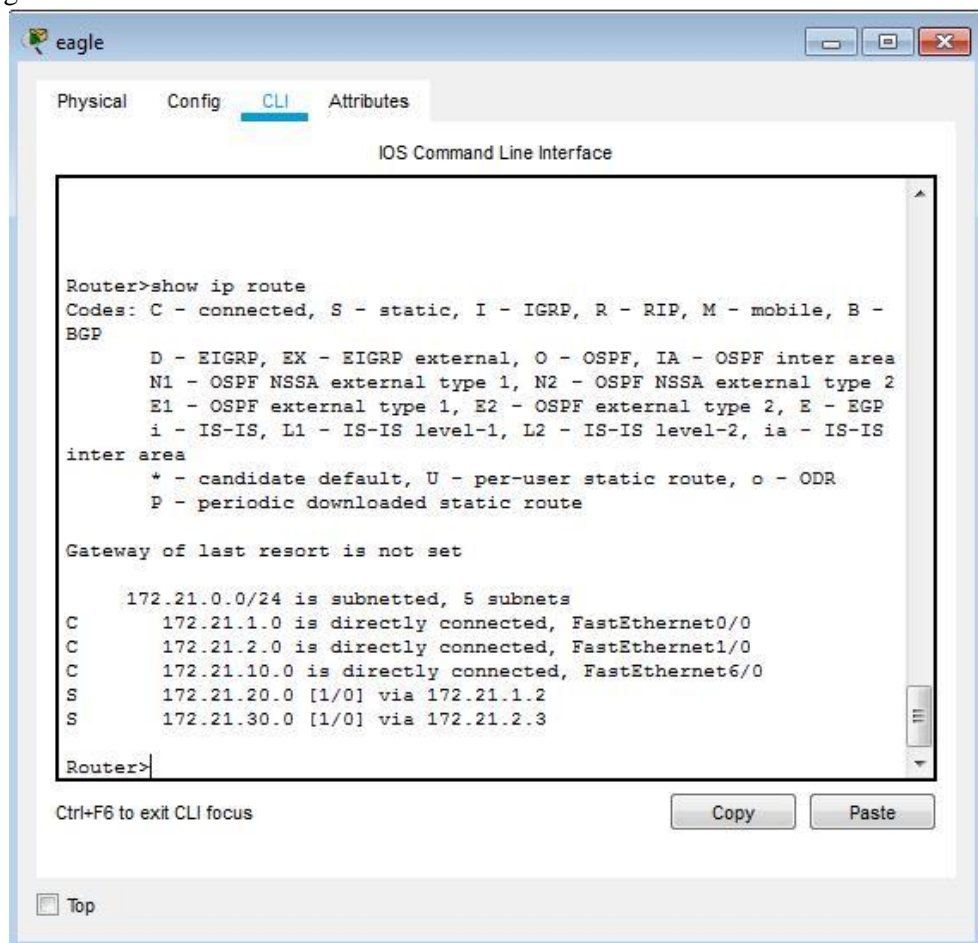 eagle
Physical Config CLI Attributes
IOS Command Line Interface
Router>show ip route
Codes: C - connected, S - static, I - IGRP, R - RIP, M - mobile, B -
BGP
D - EIGRP, EX - EIGRP external, O - OSPF, IA - OSPF inter area
N1 - OSPF NSSA external type 1, N2 - OSPF NSSA external type 2
E1 - OSPF external type 1, E2 - OSPF external type 2, E - EGP
i - IS-IS, L1 - IS-IS level-1, L2 - IS-IS level-2, ia - IS-IS
inter area
* - candidate default, U - per-user static route, o - ODR
P - periodic downloaded static route
Gateway of last resort is not set
172.21.0.0/24 is subnetted, 5 subnets
C 172.21.1.0 is directly connected, FastEthernet0/0
C 172.21.2.0 is directly connected, FastEthernet1/0
C 172.21.10.0 is directly connected, FastEthernet6/0
S 172.21.20.0 [1/0] via 172.21.1.2
S 172.21.30.0 [1/0] via 172.21.2.3
Router>
Ctrl+F6 to exit CLI focus Copy Paste
Top